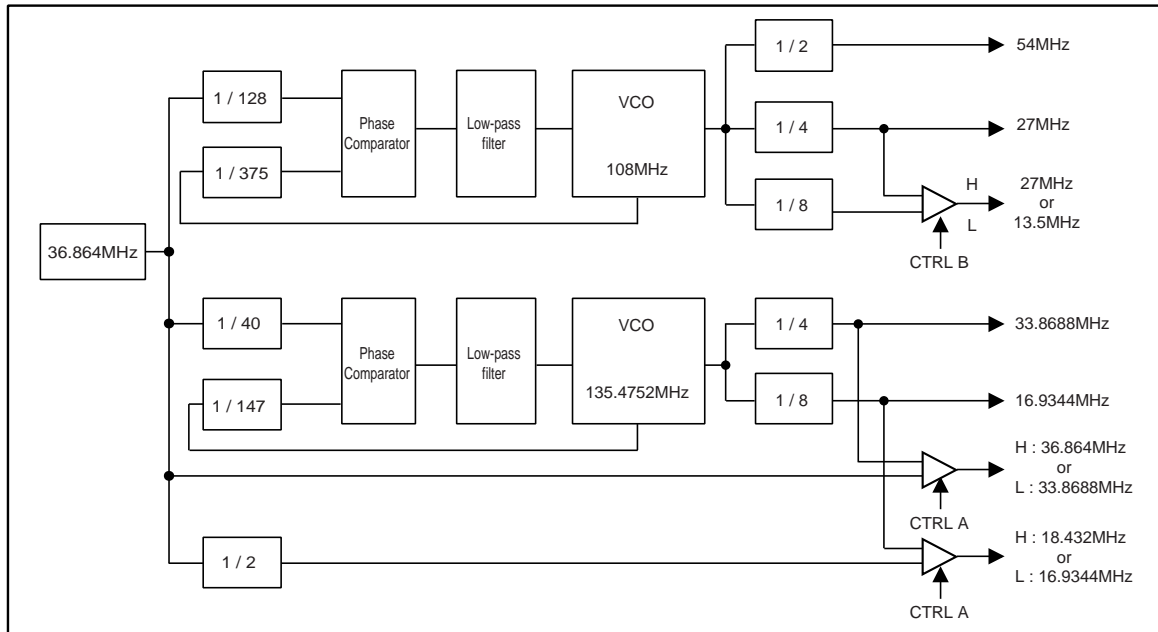 1 / 2
54MHz
1 / 128
Phase
Comparator
Low-pass
filter
VCO
108MHz
1 / 4
27MHz
1 / 375
1 / 8
H
L
27MHz
or
13.5MHz
CTRL B
36.864MHz
1 / 40
Phase
Comparator
Low-pass
filter
VCO
135.4752MHz
1 / 4
33.8688MHz
1 / 147
1 / 8
16.9344MHz
H : 36.864MHz
or
L : 33.8688MHz
CTRL A
1 / 2
H : 18.432MHz
or
L : 16.9344MHz
CTRL A